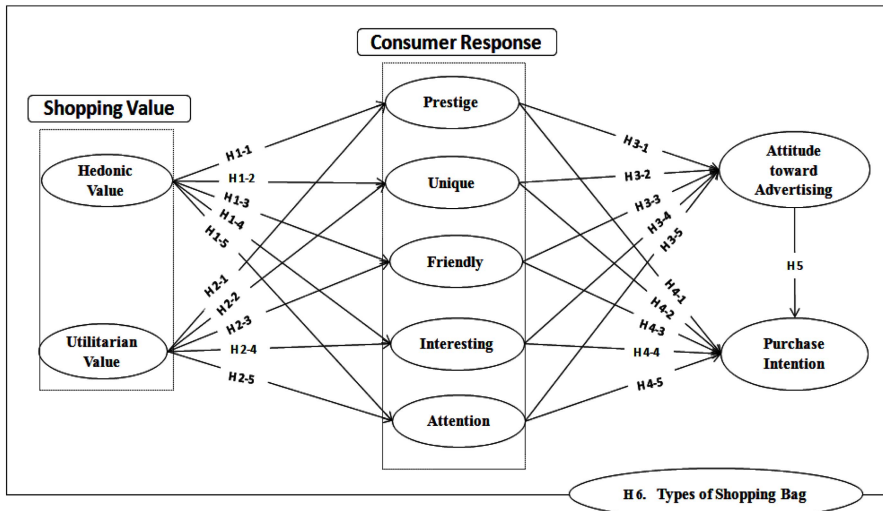 Consumer Response
Shopping Value
Prestige
Hedonic
Value
Unique
Friendly
Utilitarian
Value
Interesting
Attention
Attitude
toward
Advertising
Purchase
Intention
H1-1
H1-2
H1-3
H1-4
H1-5
H2-1
H2-2
H2-3
H2-4
H2-5
H3-1
H3-2
H3-3
H3-4
H3-5
H4-1
H4-2
H4-3
H4-4
H4-5
H5
H6. Types of Shopping Bag